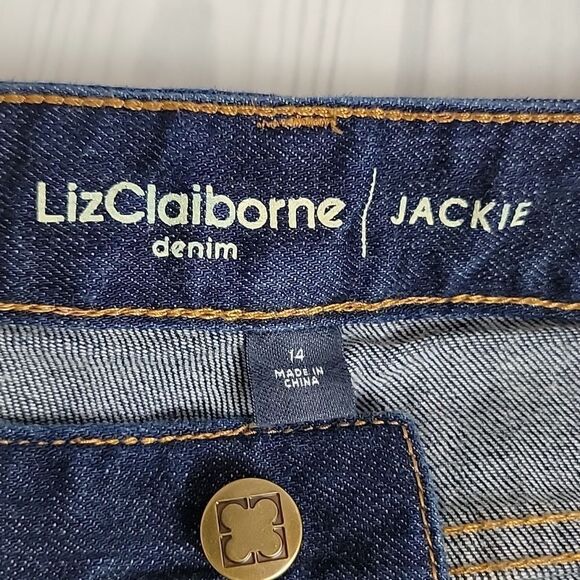 LizClaiborne | JACKIE
denim
14
MADE IN
CHINA